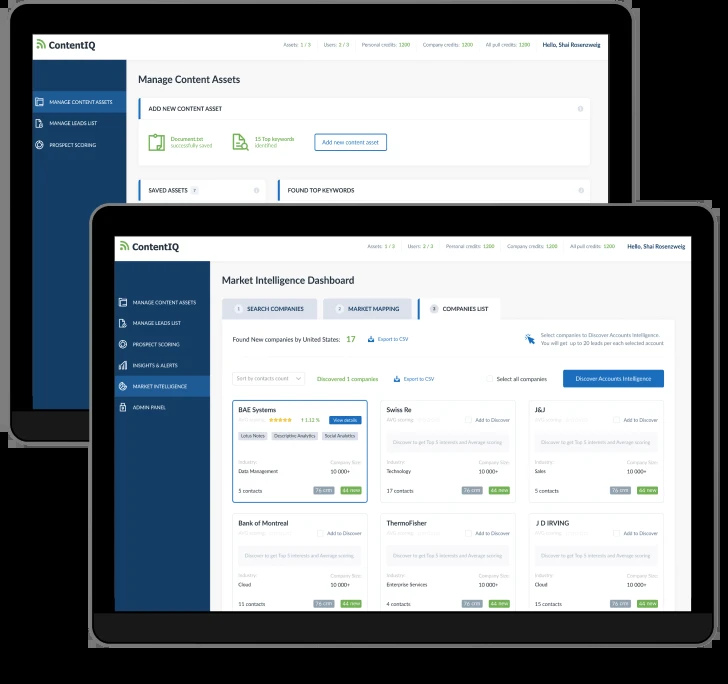 ContentIQ
Assets: 1 / 3 Users: 2 / 3 Personal credits: 1200 Company credits: 1200 All pull credits: 1200 Hello, Shai Rosenzweig
MANAGE CONTENT ASSETS
MANAGE LEADS LIST
PROSPECT SCORING
Manage Content Assets
ADD NEW CONTENT ASSET
Document.txt
successfully saved
15 Top keywords
identified
Add new content asset
SAVED ASSETS 7
FOUND TOP KEYWORDS
ContentIQ
Assets: 1 / 3 Users: 2 / 3 Personal credits: 1200 Company credits: 1200 All pull credits: 1200 Hello, Shai Rosenzweig
MANAGE CONTENT ASSETS
MANAGE LEADS LIST
PROSPECT SCORING
INSIGHTS & ALERTS
MARKET INTELLIGENCE
ADMIN PANEL
Market Intelligence Dashboard
1 SEARCH COMPANIES
2 MARKET MAPPING
3 COMPANIES LIST
Found New companies by United States: 17 Export to CSV
Select companies to Discover Accounts Intelligence.
You will get up to 20 leads per each selected account
Sort by contacts count Discovered 1 companies Export to CSV Select all companies Discover Accounts Intelligence
BAE Systems
AVG scoring 1.12 % View details
Lotus Notes Descriptive Analytics Social Analytics
Industry: Company Size:
Data Management 10 000+
5 contacts 76 crm 44 new
Swiss Re
AVG scoring Add to Discover
Discover to get Top 5 interests and Average scoring
Industry: Company Size:
Technology 10 000+
17 contacts 76 crm 44 new
J&J
AVG scoring Add to Discover
Discover to get Top 5 interests and Average scoring
Industry: Company Size:
Sales 10 000+
5 contacts 76 crm 44 new
Bank of Montreal
AVG scoring Add to Discover
Discover to get Top 5 interests and Average scoring
Industry: Company Size:
Cloud 10 000+
11 contacts 76 crm 44 new
ThermoFisher
AVG scoring Add to Discover
Discover to get Top 5 interests and Average scoring
Industry: Company Size:
Enterprise Services 10 000+
4 contacts 76 crm 44 new
J D IRVING
AVG scoring Add to Discover
Discover to get Top 5 interests and Average scoring
Industry: Company Size:
Cloud 10 000+
15 contacts 76 crm 44 new